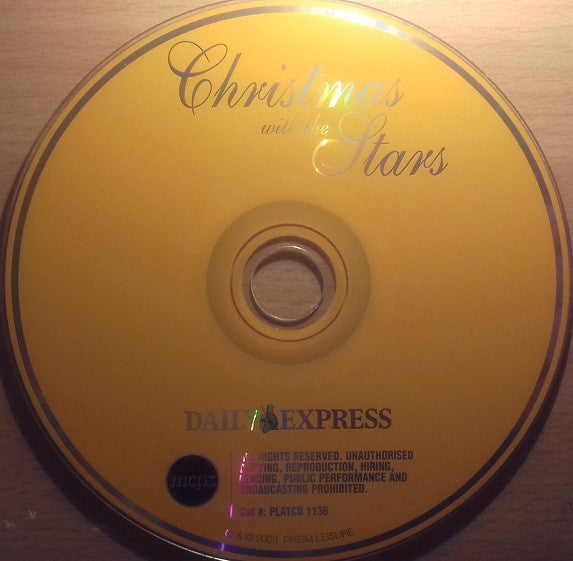 Christmas
with the
Stars
DAILY EXPRESS
ALL RIGHTS RESERVED. UNAUTHORISED
COPYING, REPRODUCTION, HIRING,
LENDING, PUBLIC PERFORMANCE AND
BROADCASTING PROHIBITED.
mcps
Cat #: PLATCD 1136
℗ & © 2003 PRISM LEISURE